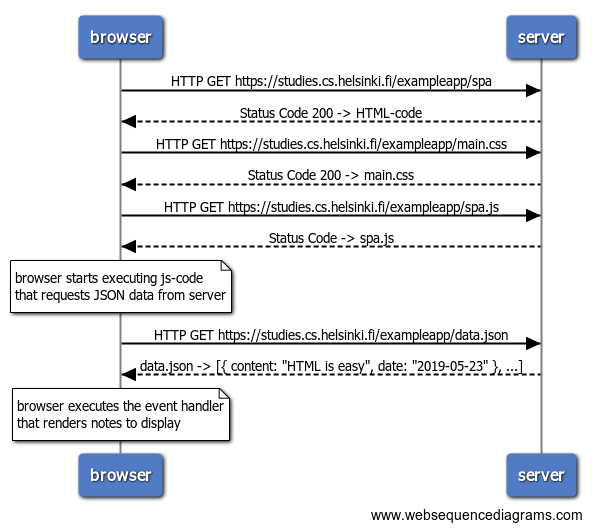 browser
server
HTTP GET https://studies.cs.helsinki.fi/exampleapp/spa
Status Code 200 -> HTML-code
HTTP GET https://studies.cs.helsinki.fi/exampleapp/main.css
Status Code 200 -> main.css
HTTP GET https://studies.cs.helsinki.fi/exampleapp/spa.js
Status Code -> spa.js
browser starts executing js-code
that requests JSON data from server
HTTP GET https://studies.cs.helsinki.fi/exampleapp/data.json
data.json -> [{ content: "HTML is easy", date: "2019-05-23" }, ...]
browser executes the event handler
that renders notes to display
browser
server
www.websequencediagrams.com